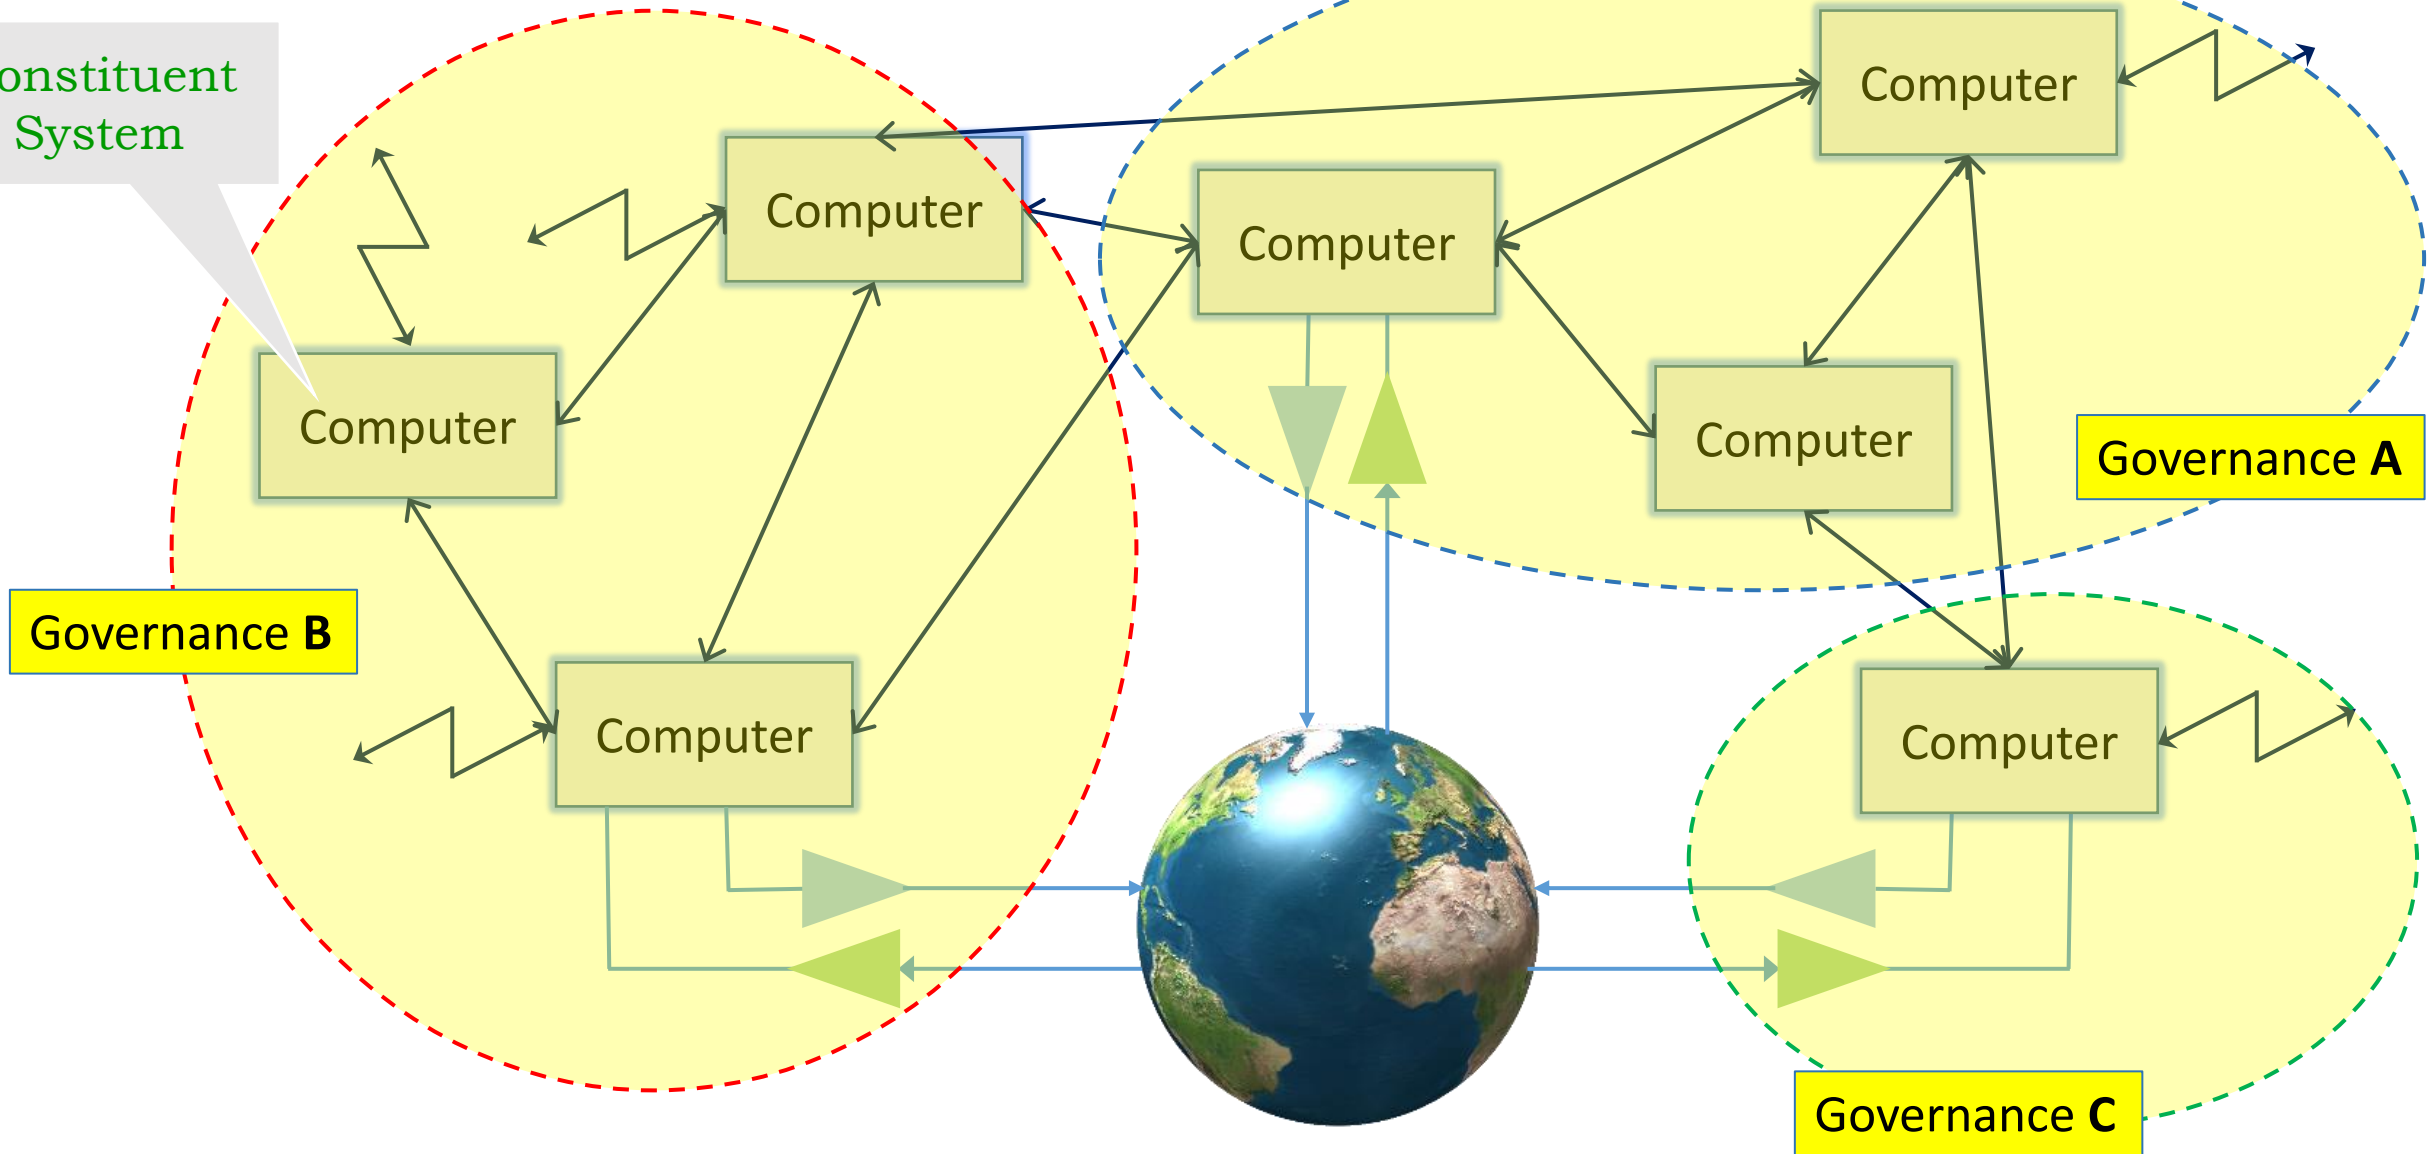 onstituent
System
Computer
Computer
Computer
Computer
Computer
Governance A
Governance B
Computer
Computer
Governance C